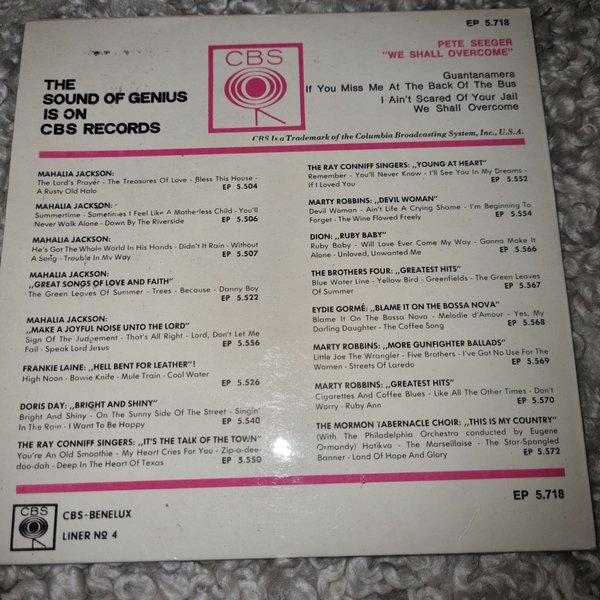 EP 5.718
PETE SEEGER
"WE SHALL OVERCOME"
Guantanamera
If You Miss Me At The Back Of The Bus
I Ain't Scared Of Your Jail
We Shall Overcome
CBS
THE
SOUND OF GENIUS
IS ON
CBS RECORDS
CBS Is a Trademark of the Columbia Broadcasting System, Inc., U.S.A.
MAHALIA JACKSON:
The Lord's Prayer - The Treasures Of Love - Bless This House -
A Rusty Old Halo EP 5.504
MAHALIA JACKSON:
Summertime - Sometimes I Feel Like A Motherless Child - You'll
Never Walk Alone - Down By The Riverside EP 5.506
MAHALIA JACKSON:
He's Got The Whole World In His Hands - Didn't It Rain - Without
A Song - Trouble In My Way EP 5.507
MAHALIA JACKSON:
„GREAT SONGS OF LOVE AND FAITH"
The Green Leaves Of Summer - Trees - Because - Danny Boy
EP 5.522
MAHALIA JACKSON:
„MAKE A JOYFUL NOISE UNTO THE LORD"
Sign Of The Judgement - That's All Right - Lord, Don't Let Me
Fail - Speak Lord Jesus EP 5.556
FRANKIE LAINE: „HELL BENT FOR LEATHER"!
High Noon - Bowie Knife - Mule Train - Cool Water
EP 5.526
DORIS DAY: „BRIGHT AND SHINY"
Bright And Shiny - On The Sunny Side Of The Street - Singin'
In The Rain - I Want To Be Happy EP 5.540
THE RAY CONNIFF SINGERS: „IT'S THE TALK OF THE TOWN"
You're An Old Smoothie - My Heart Cries For You - Zip-a-dee-
doo-dah - Deep In The Heart Of Texas EP 5.550
THE RAY CONNIFF SINGERS: „YOUNG AT HEART"
Remember - You'll Never Know - I'll See You In My Dreams -
If I Loved You EP 5.552
MARTY ROBBINS: „DEVIL WOMAN"
Devil Woman - Ain't Life A Crying Shame - I'm Beginning To
Forget - The Wine Flowed Freely EP 5.554
DION: „RUBY BABY"
Ruby Baby - Will Love Ever Come My Way - Gonna Make It
Alone - Unloved, Unwanted Me EP 5.566
THE BROTHERS FOUR: „GREATEST HITS"
Blue Water Line - Yellow Bird - Greenfields - The Green Leaves
Of Summer EP 5.567
EYDIE GORMÉ: „BLAME IT ON THE BOSSA NOVA"
Blame It On The Bossa Nova - Melodie d'Amour - Yes, My
Darling Daughter - The Coffee Song EP 5.568
MARTY ROBBINS: „MORE GUNFIGHTER BALLADS"
Little Joe The Wrangler - Five Brothers - I've Got No Use For The
Women - Streets Of Laredo EP 5.569
MARTY ROBBINS: „GREATEST HITS"
Cigarettes And Coffee Blues - Like All The Other Times - Don't
Worry - Ruby Ann EP 5.570
THE MORMON TABERNACLE CHOIR: „THIS IS MY COUNTRY"
(With The Philadelphia Orchestra conducted by Eugene
Ormandy) Hatikva - The Marseillaise - The Star-Spangled
Banner - Land Of Hope And Glory EP 5.572
EP 5.718
CBS
CBS-BENELUX
LINER Nº 4